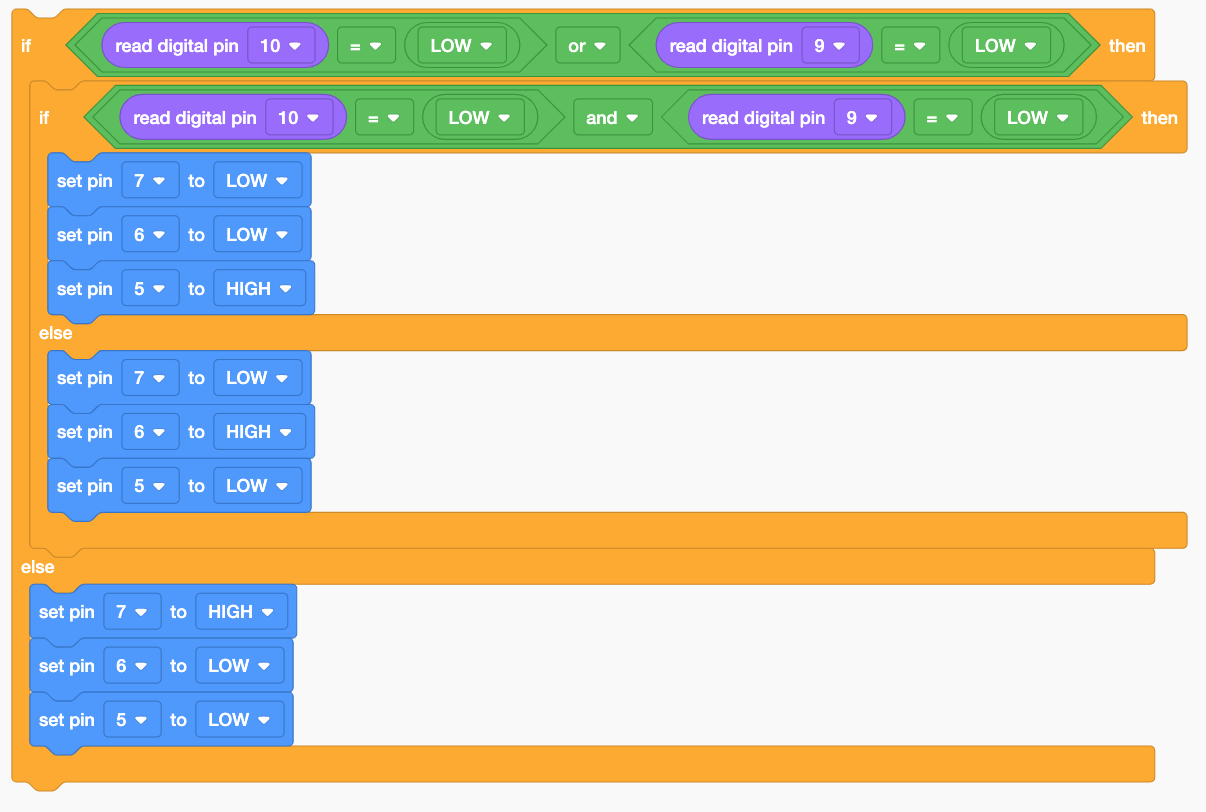 if read digital pin 10 = LOW or read digital pin 9 = LOW then
if read digital pin 10 = LOW and read digital pin 9 = LOW then
set pin 7 to LOW
set pin 6 to LOW
set pin 5 to HIGH
else
set pin 7 to LOW
set pin 6 to HIGH
set pin 5 to LOW
else
set pin 7 to HIGH
set pin 6 to LOW
set pin 5 to LOW